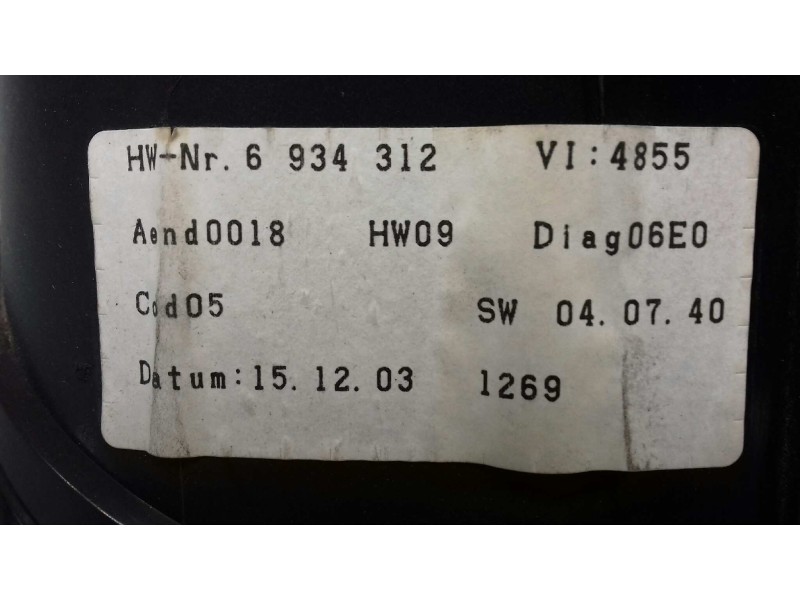 HW-Nr. 6 934 312 VI:4855
Aend0018 HW09 Diag06E0
Cod05 SW 04.07.40
Datum:15.12.03 1269